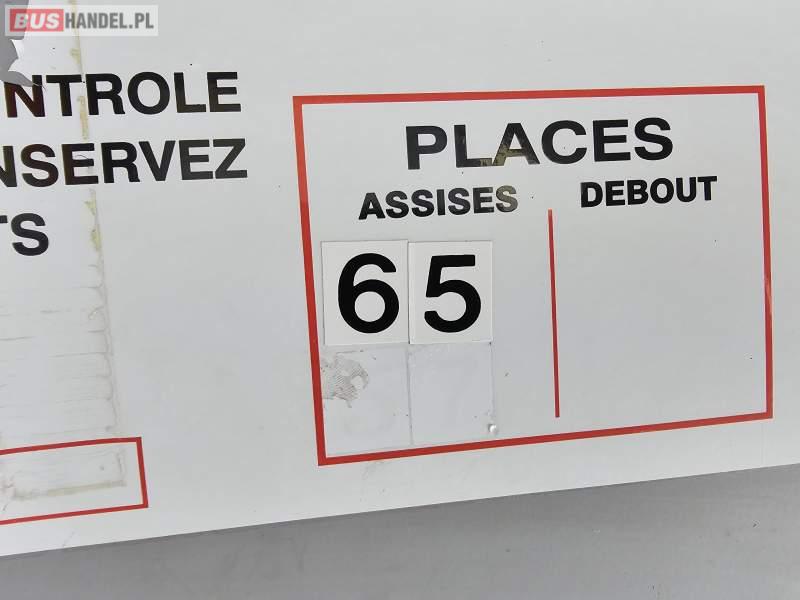 BUSHANDEL.PL
NTROLE
NSERVEZ
TS
PLACES
ASSISES DEBOUT
65